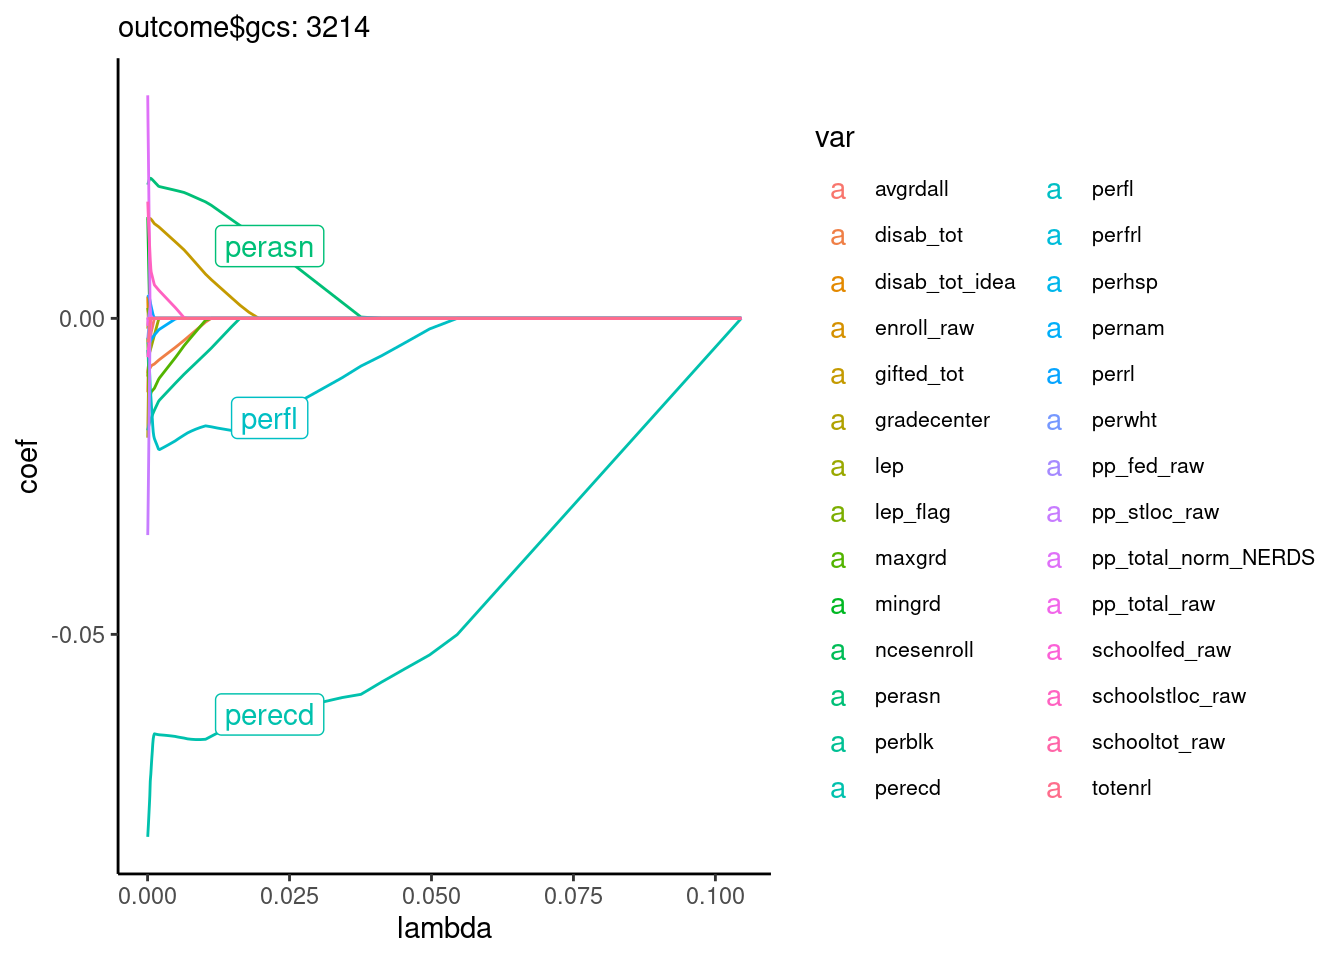 outcome$gcs: 3214
coef
0.00
-0.05
perasn
perfl
perecd
0.000
0.025
0.050
0.075
0.100
lambda
var
a avgrdall
a disab_tot
a disab_tot_idea
a enroll_raw
a gifted_tot
a gradecenter
a lep
a lep_flag
a maxgrd
a mingrd
a ncesenroll
a perasn
a perblk
a perecd
a perfl
a perfrl
a perhsp
a pernam
a perrl
a perwht
a pp_fed_raw
a pp_stloc_raw
a pp_total_norm_NERDS
a pp_total_raw
a schoolfed_raw
a schoolstloc_raw
a schooltot_raw
a totenrl